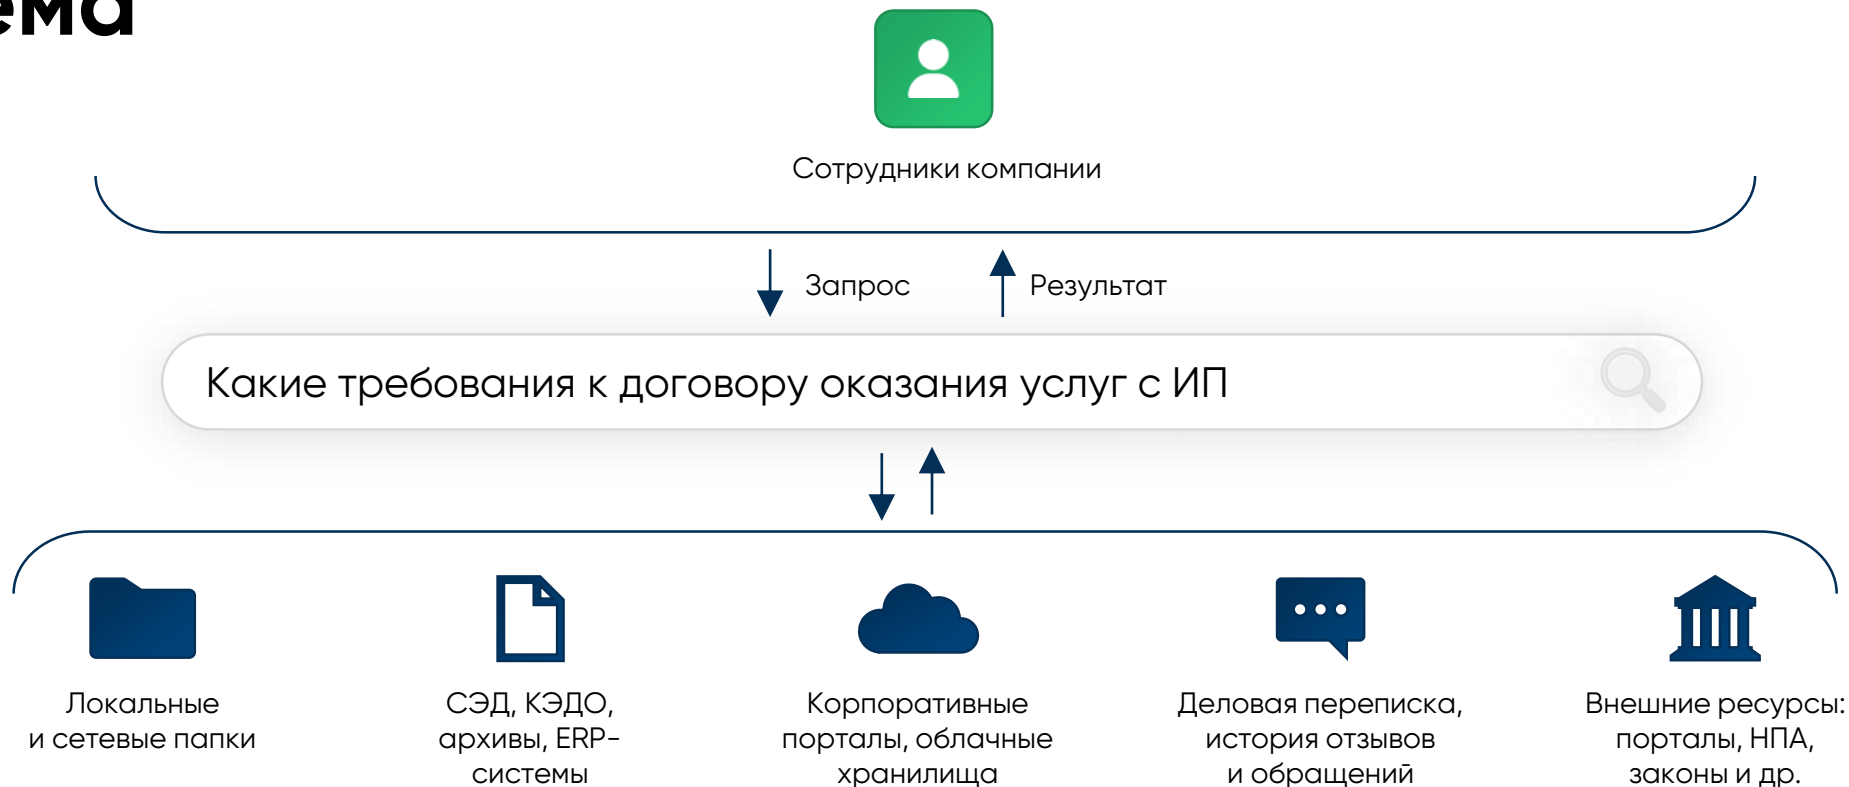 Сотрудники компании
Запрос
Результат
Какие требования к договору оказания услуг с ИП
Локальные
и сетевые папки
СЭД, КЭДО,
архивы, ERP-
системы
Корпоративные
порталы, облачные
хранилища
Деловая переписка,
история отзывов
и обращений
Внешние ресурсы:
порталы, НПА,
законы и др.